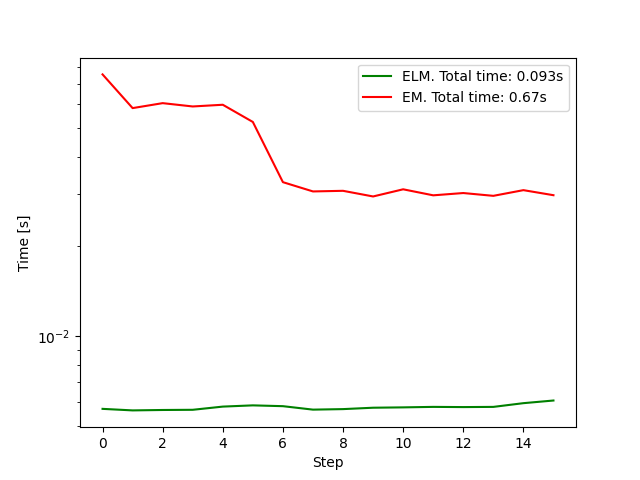 ELM. Total time: 0.093s
EM. Total time: 0.67s
Time [s]
10⁻²
0 2 4 6 8 10 12 14
Step